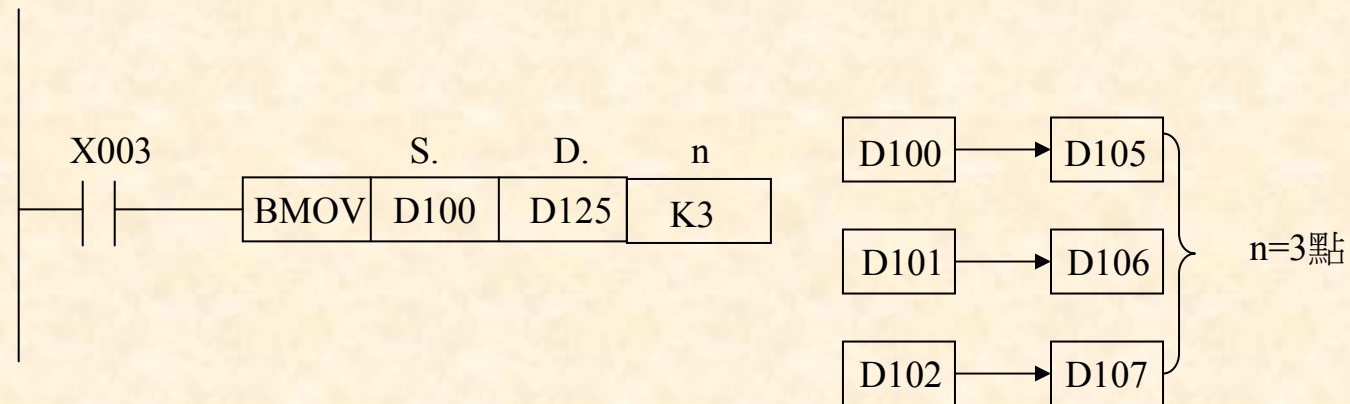 X003 S. D. n
BMOV D100 D125 K3
D100 D105
D101 D106
n=3點
D102 D107